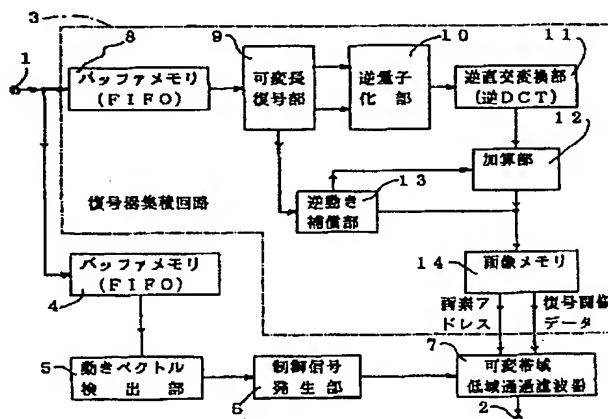 3
8
9
10
11
1
バッファメモリ
(FIFO)
可変長
復号部
逆量子
化部
逆直交変換部
(逆DCT)
12
加算部
13
復号器集積回路
逆動き
補償部
バッファメモリ
(FIFO)
4
14
画像メモリ
画素ア
ドレス
復号画像
データ
7
5
動きベクトル
検出部
制御信号
発生部
6
可変帯域
低域通過濾波器
2